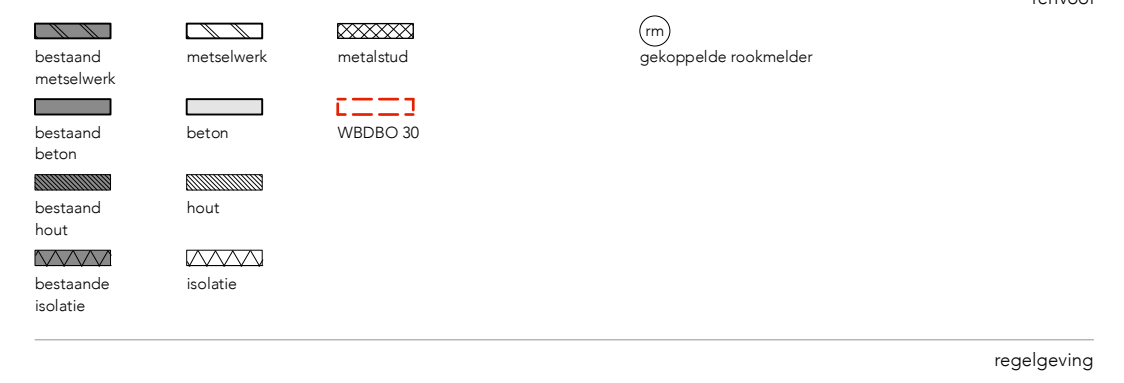 renvooi
rm
bestaand
metselwerk
metselwerk
metalstud
gekoppelde rookmelder
bestaand
beton
beton
WBDBO 30
bestaand
hout
hout
bestaande
isolatie
isolatie
regelgeving